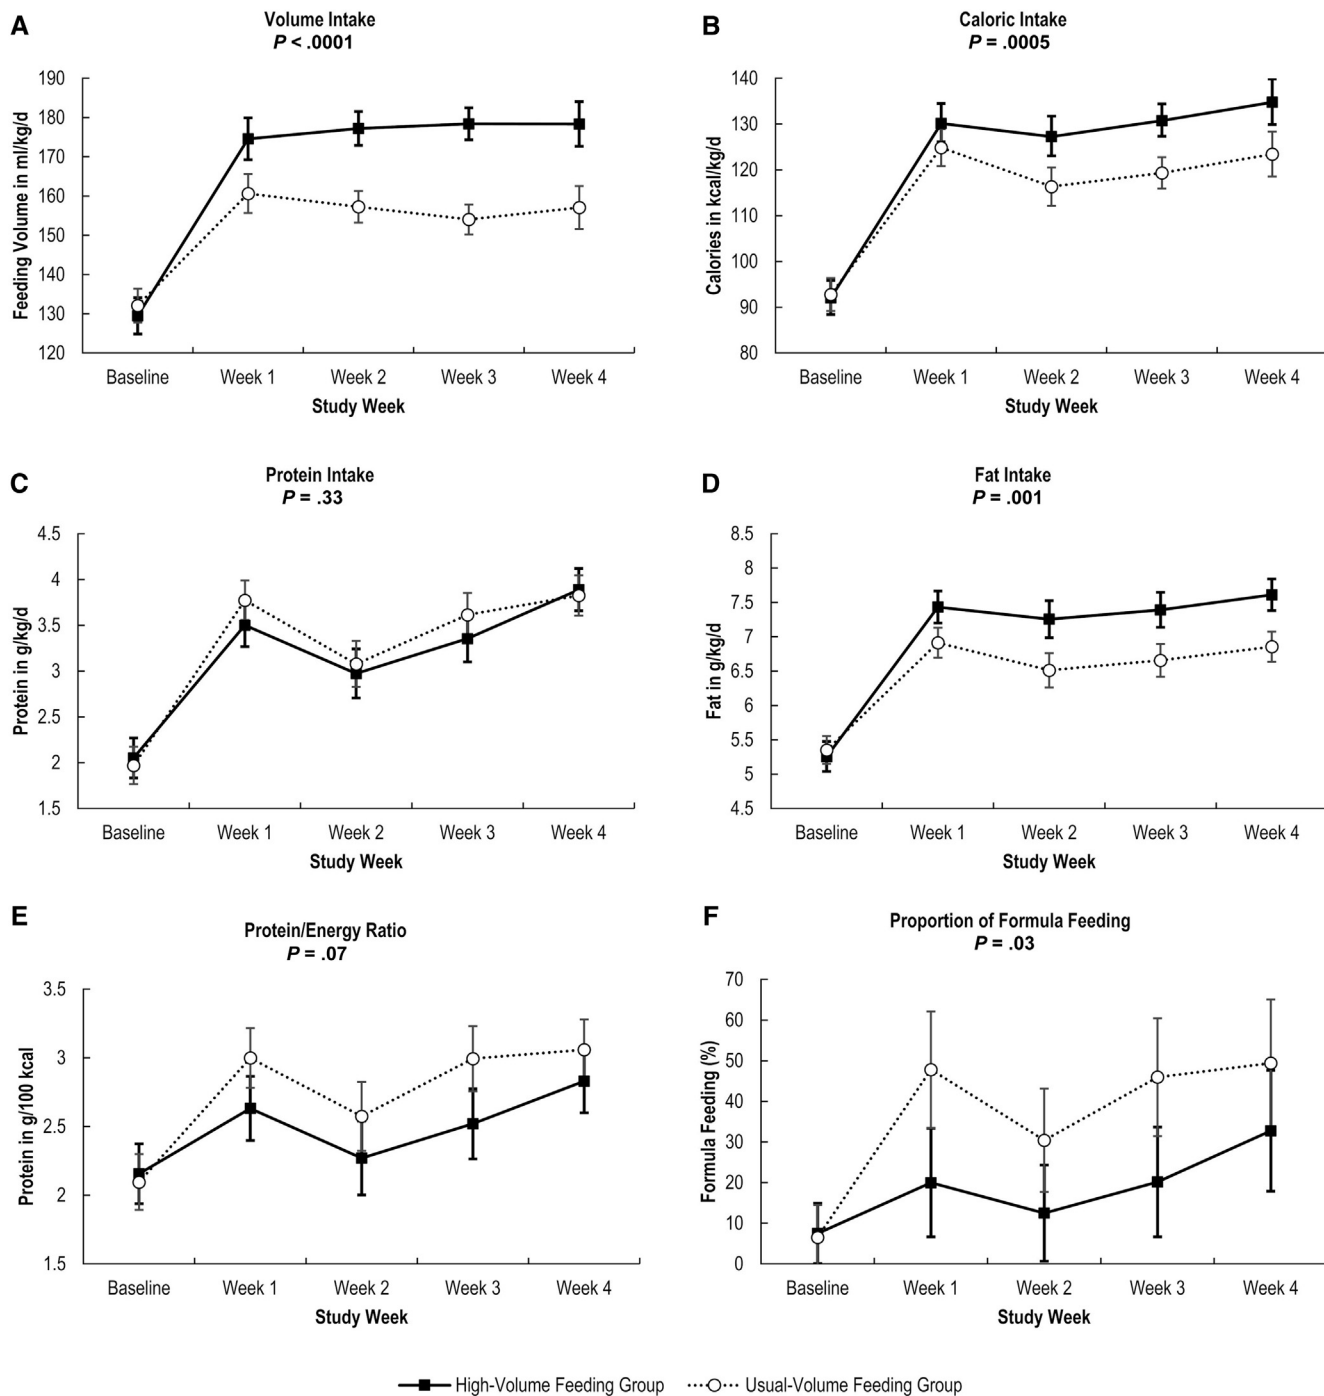 A
Volume Intake
P < .0001
Feeding Volume in ml/kg/d
190
180
170
160
150
140
130
120
Baseline Week 1 Week 2 Week 3 Week 4
Study Week
B
Caloric Intake
P = .0005
Calories in kcal/kg/d
140
130
120
110
100
90
80
Baseline Week 1 Week 2 Week 3 Week 4
Study Week
C
Protein Intake
P = .33
Protein in g/kg/d
4.5
4
3.5
3
2.5
2
1.5
Baseline Week 1 Week 2 Week 3 Week 4
Study Week
D
Fat Intake
P = .001
Fat in g/kg/d
8.5
8
7.5
7
6.5
6
5.5
5
4.5
Baseline Week 1 Week 2 Week 3 Week 4
Study Week
E
Protein/Energy Ratio
P = .07
Protein in g/100 kcal
3.5
3
2.5
2
1.5
Baseline Week 1 Week 2 Week 3 Week 4
Study Week
F
Proportion of Formula Feeding
P = .03
Formula Feeding (%)
70
60
50
40
30
20
10
0
Baseline Week 1 Week 2 Week 3 Week 4
Study Week
High-Volume Feeding Group Usual-Volume Feeding Group